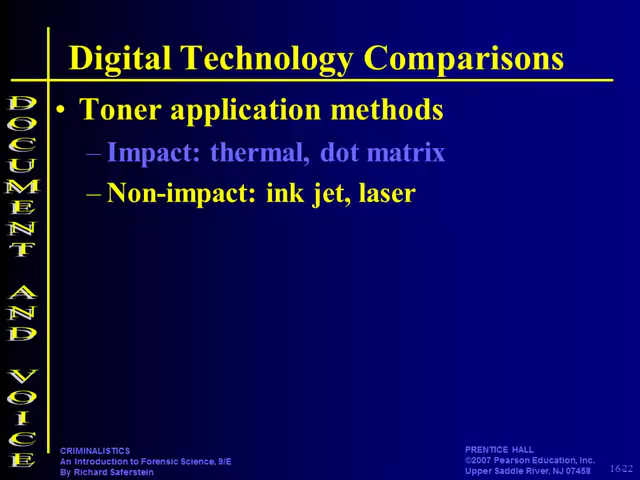 Digital Technology Comparisons
• Toner application methods
– Impact: thermal, dot matrix
– Non-impact: ink jet, laser
DOCUMENT AND VOICE
CRIMINALISTICS
An Introduction to Forensic Science, 9/E
By Richard Saferstein
PRENTICE HALL
©2007 Pearson Education, Inc.
Upper Saddle River, NJ 07458
16-22